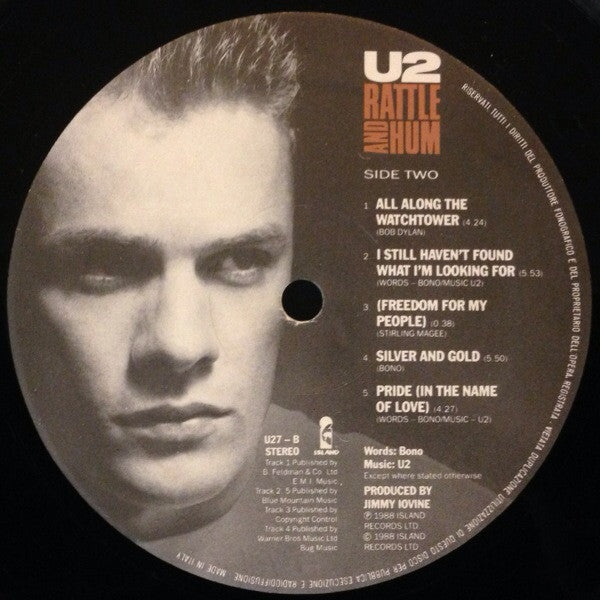 U2
RATTLE
AND HUM
SIDE TWO
1 ALL ALONG THE
WATCHTOWER (4.24)
(BOB DYLAN)
2 I STILL HAVEN'T FOUND
WHAT I'M LOOKING FOR (5.53)
(WORDS – BONO/MUSIC U2)
3 (FREEDOM FOR MY
PEOPLE) (0.38)
(STIRLING MAGEE)
4 SILVER AND GOLD (5.50)
(BONO)
5 PRIDE (IN THE NAME
OF LOVE) (4.27)
(WORDS – BONO/MUSIC – U2)
U27 – B
STEREO
ISLAND
Track 1 Published by
B. Feldman & Co. Ltd
E.M.I. Music.
Track 2, 5 Published by
Blue Mountain Music
Track 3 Published by
Copyright Control
Track 4 Published by
Warner Bros Music Ltd
Bug Music
Words: Bono
Music: U2
Except where stated otherwise
PRODUCED BY
JIMMY IOVINE
℗ 1988 ISLAND
RECORDS LTD
© 1988 ISLAND
RECORDS LTD.
RISERVATI TUTTI I DIRITTI DEL PRODUTTORE FONOGRAFICO E DEL PROPRIETARIO DELL'OPERA REGISTRATA. VIETATA DUPLICAZIONE UTILIZZAZIONE DI QUESTO DISCO PER PUBBLICA ESECUZIONE E RADIODIFFUSIONE MADE IN ITALY